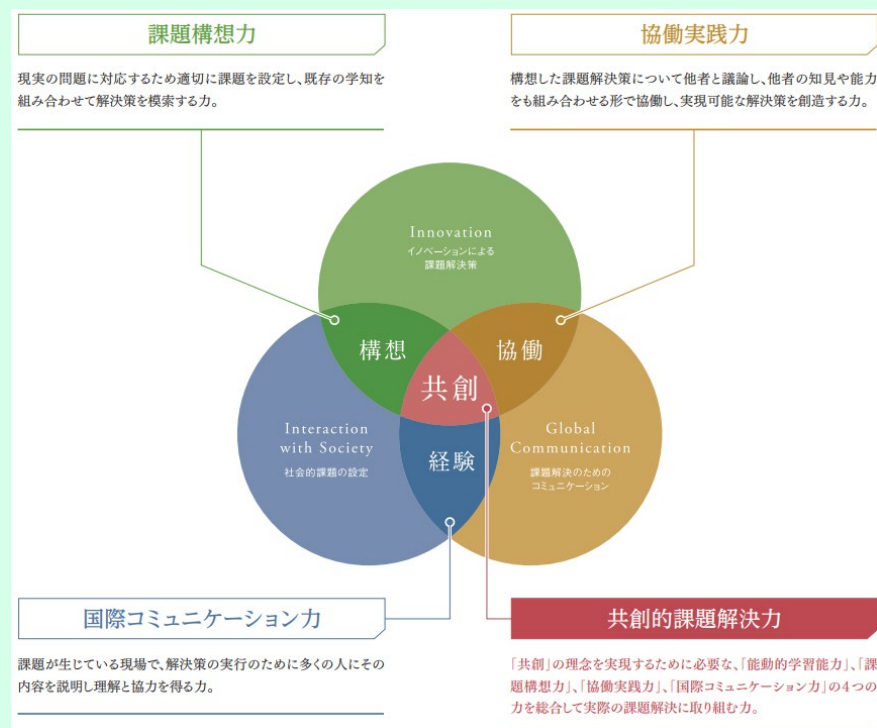 課題構想力
現実の問題に対応するため適切に課題を設定し、既存の学知を
組み合わせて解決策を模索する力。
協働実践力
構想した課題解決策について他者と議論し、他者の知見や能力
をも組み合わせる形で協働し、実現可能な解決策を創造する力。
Innovation
イノベーションによる
課題解決策
構想
協働
共創
Interaction
with Society
社会的課題の設定
経験
Global
Communication
課題解決のための
コミュニケーション
国際コミュニケーション力
課題が生じている現場で、解決策の実行のために多くの人にその
内容を説明し理解と協力を得る力。
共創的課題解決力
「共創」の理念を実現するために必要な、「能動的学習能力」、「課
題構想力」、「協働実践力」、「国際コミュニケーション力」の4つの
力を総合して実際の課題解決に取り組む力。